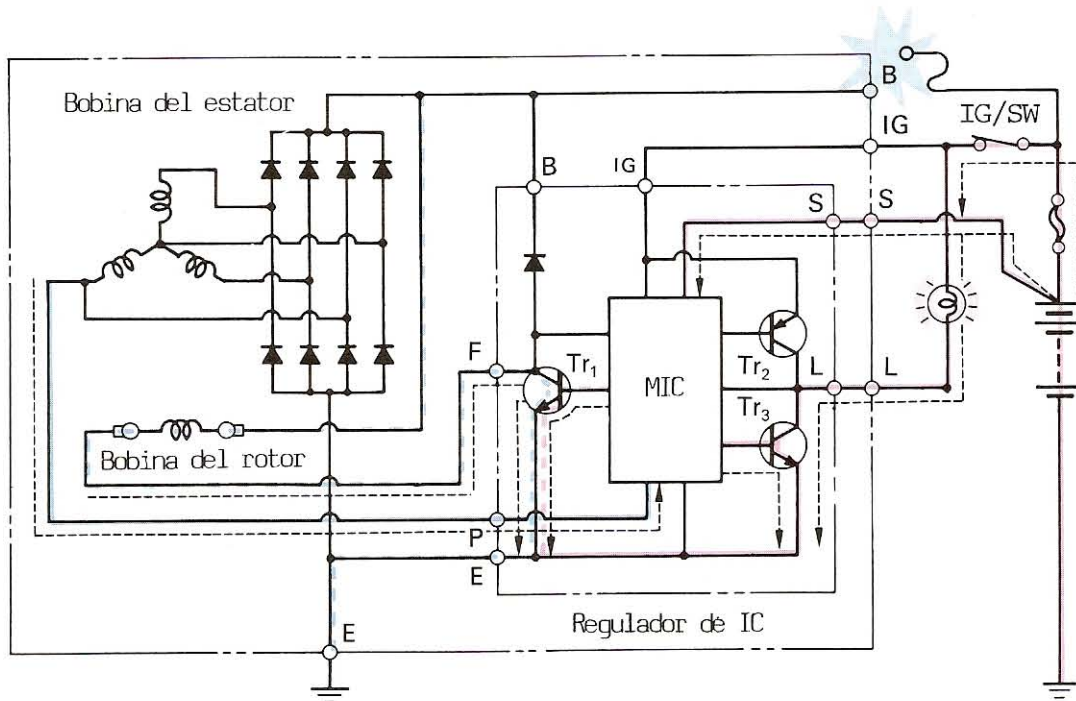 Bobina del estator
B
IG/SW
IG
B
IG
S
S
F
Tr₁
Tr₂
L
L
MIC
Tr₃
Bobina del rotor
P
E
Regulador de IC
E